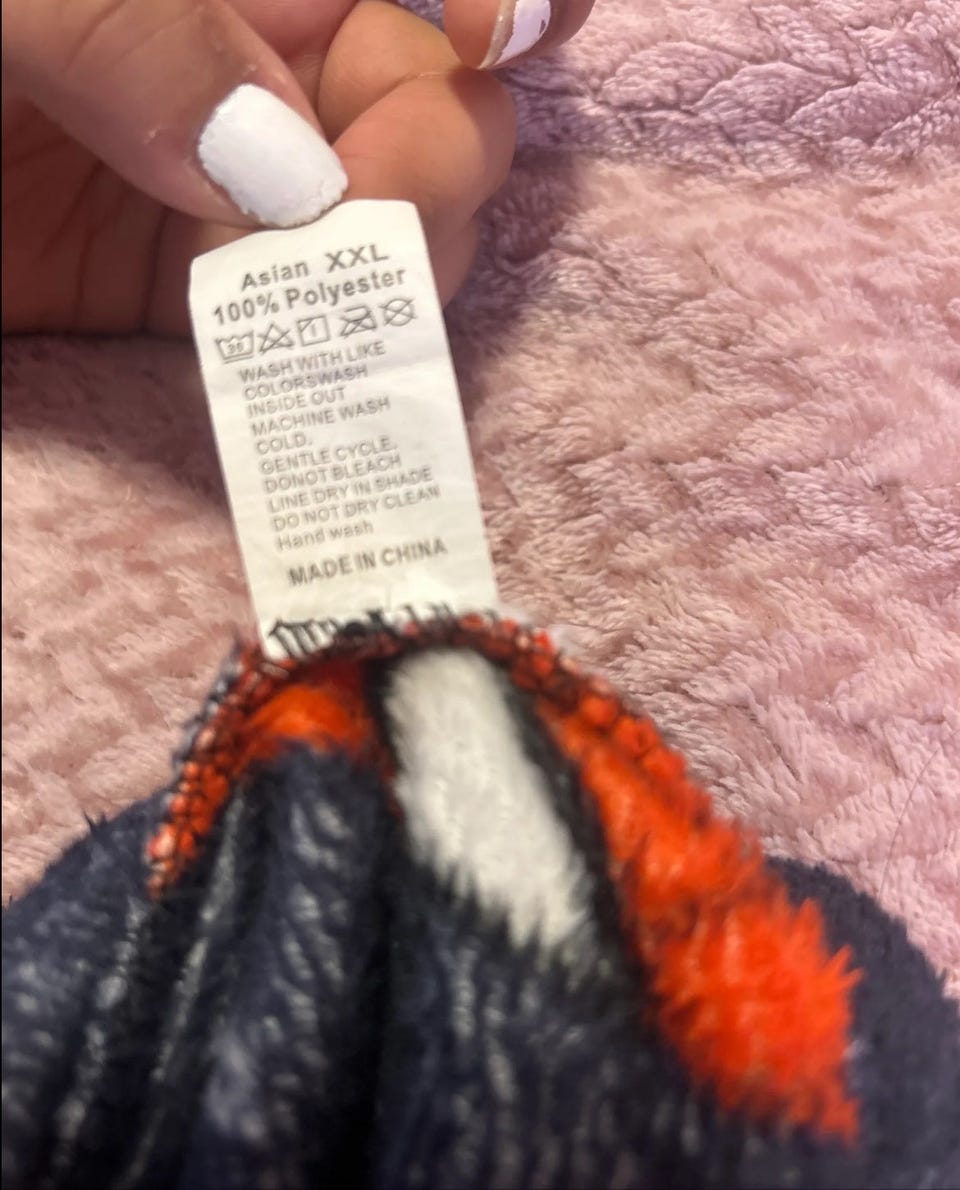 Asian XXL
100% Polyester
30
WASH WITH LIKE
COLORSWASH
INSIDE OUT
MACHINE WASH
COLD.
GENTLE CYCLE.
DONOT BLEACH
LINE DRY IN SHADE
DO NOT DRY CLEAN
Hand wash
MADE IN CHINA